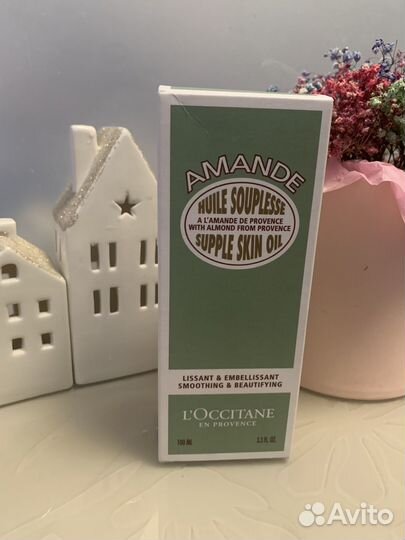 AMANDE
HUILE SOUPLESSE
A L'AMANDE DE PROVENCE
WITH ALMOND FROM PROVENCE
SUPPLE SKIN OIL
LISSANT & EMBELLISSANT
SMOOTHING & BEAUTIFYING
L'OCCITANE
EN PROVENCE
100 ML 3.3 FL OZ.
Avito